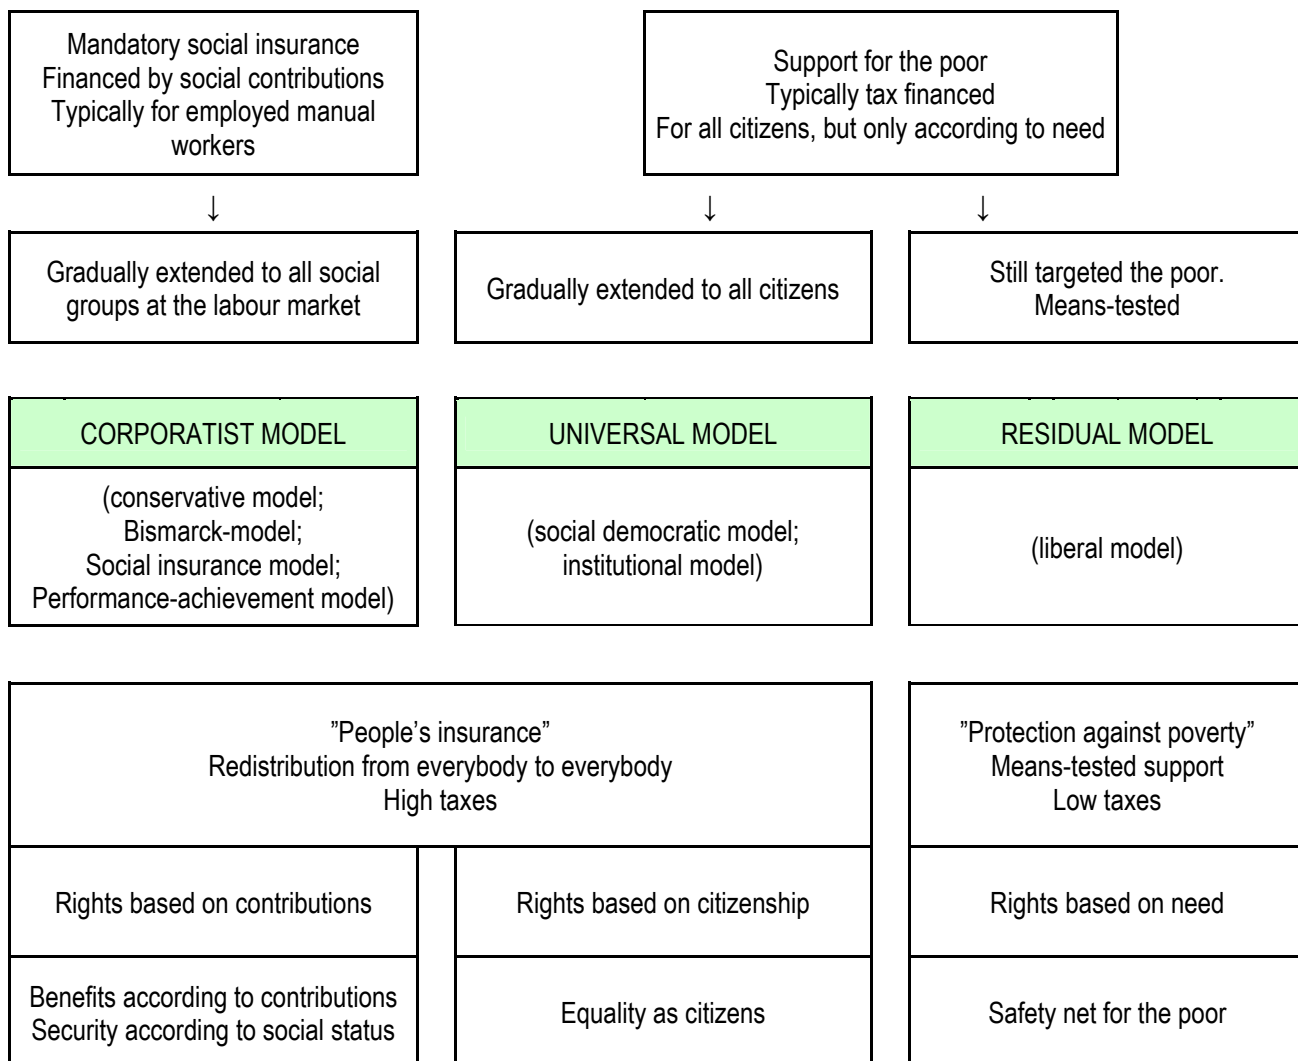 Mandatory social insurance
Financed by social contributions
Typically for employed manual
workers
Support for the poor
Typically tax financed
For all citizens, but only according to need
↓
↓
↓
Gradually extended to all social
groups at the labour market
Gradually extended to all citizens
Still targeted the poor.
Means-tested
CORPORATIST MODEL
UNIVERSAL MODEL
RESIDUAL MODEL
(conservative model;
Bismarck-model;
Social insurance model;
Performance-achievement model)
(social democratic model;
institutional model)
(liberal model)
”People’s insurance”
Redistribution from everybody to everybody
High taxes
”Protection against poverty”
Means-tested support
Low taxes
Rights based on contributions
Rights based on citizenship
Rights based on need
Benefits according to contributions
Security according to social status
Equality as citizens
Safety net for the poor